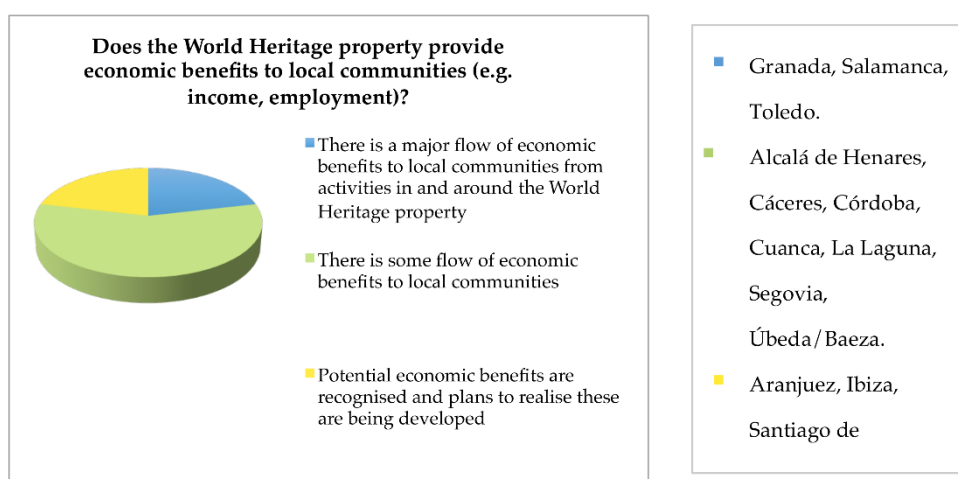 Does the World Heritage property provide
economic benefits to local communities (e.g.
income, employment)?
There is a major flow of economic
benefits to local communities from
activities in and around the World
Heritage property
There is some flow of economic
benefits to local communities
Potential economic benefits are
recognised and plans to realise these
are being developed
Granada, Salamanca,
Toledo.
Alcalá de Henares,
Cáceres, Córdoba,
Cuanca, La Laguna,
Segovia,
Úbeda/Baeza.
Aranjuez, Ibiza,
Santiago de